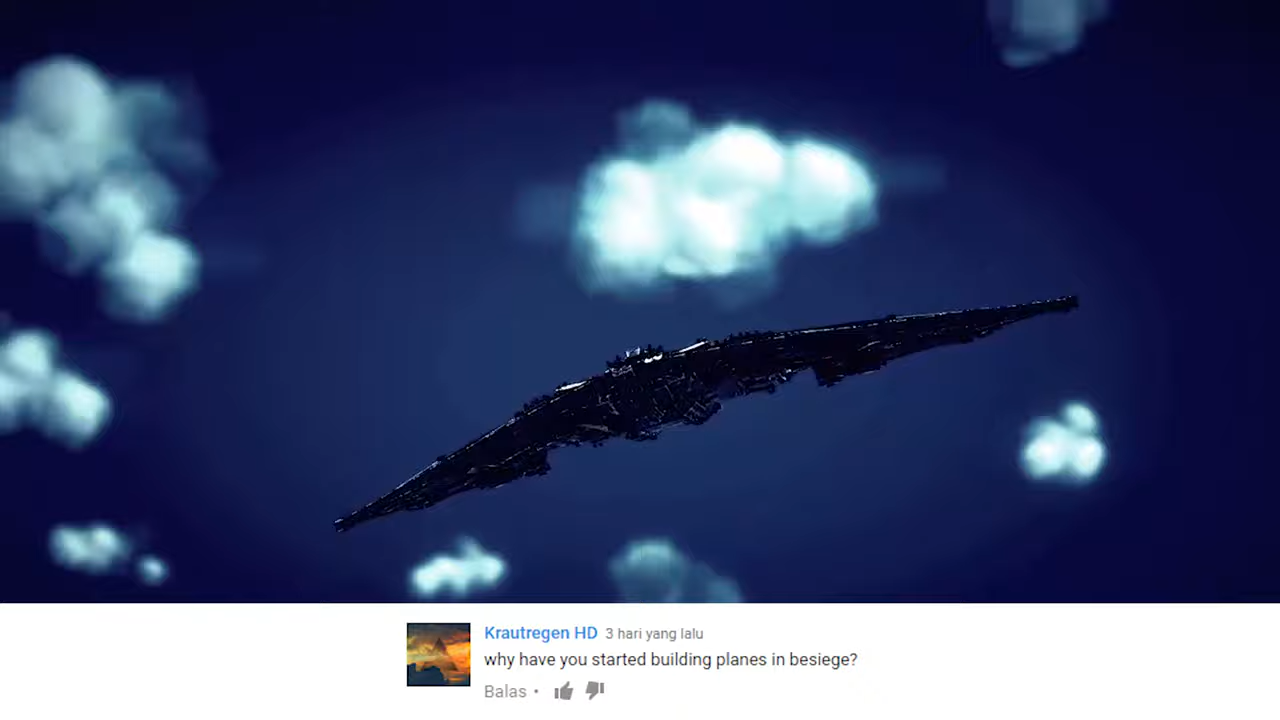 Krautregen HD 3 hari yang lalu
why have you started building planes in besiege?
Balas •